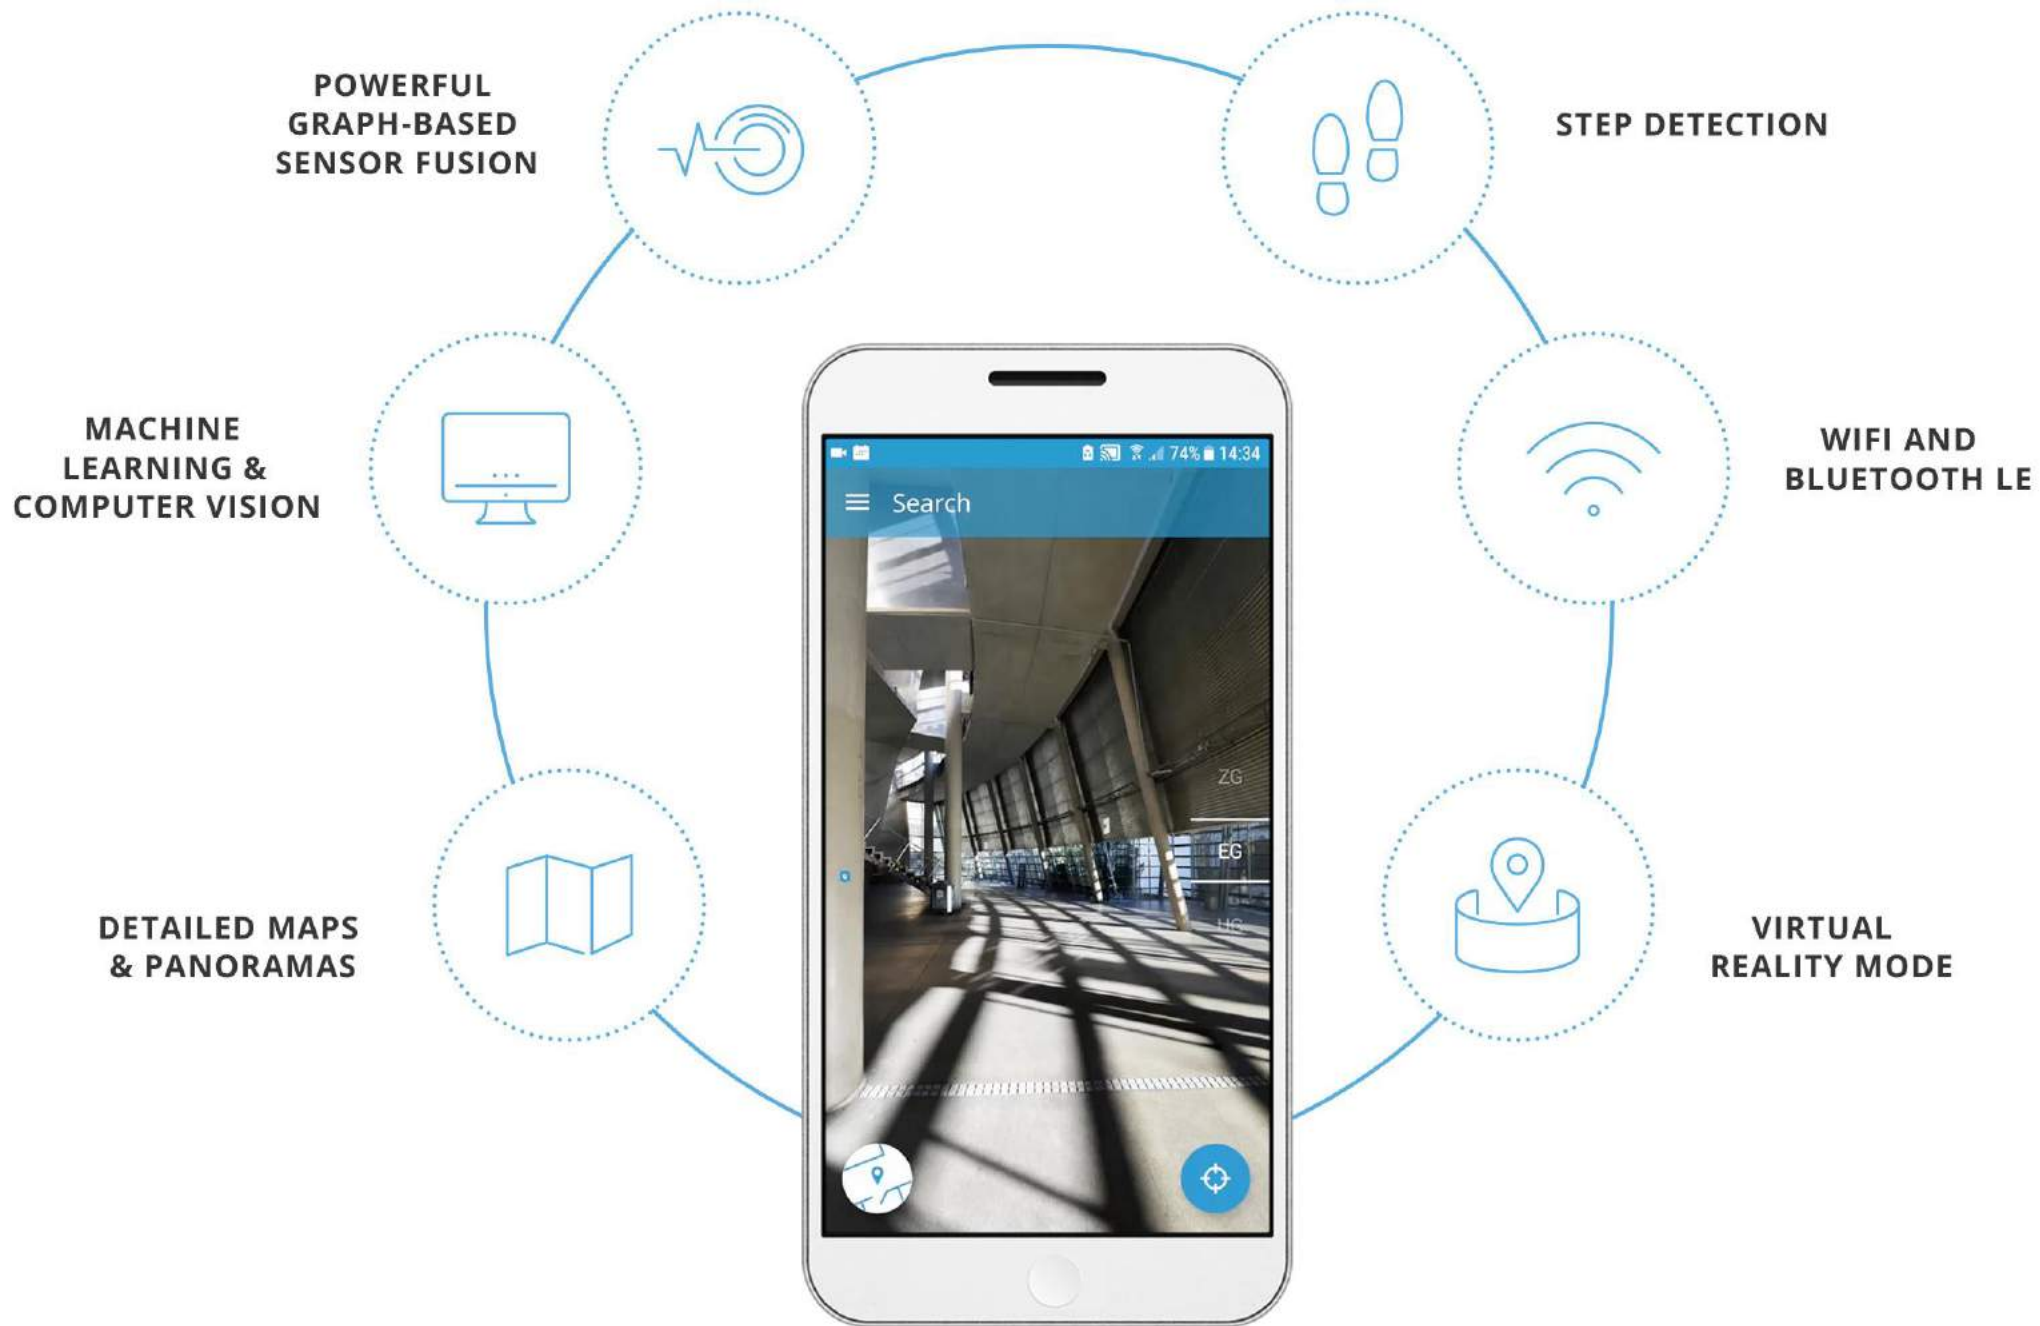 POWERFUL
GRAPH-BASED
SENSOR FUSION
STEP DETECTION
MACHINE
LEARNING &
COMPUTER VISION
WIFI AND
BLUETOOTH LE
DETAILED MAPS
& PANORAMAS
VIRTUAL
REALITY MODE
74% 14:34
Search
ZG
EG
UG